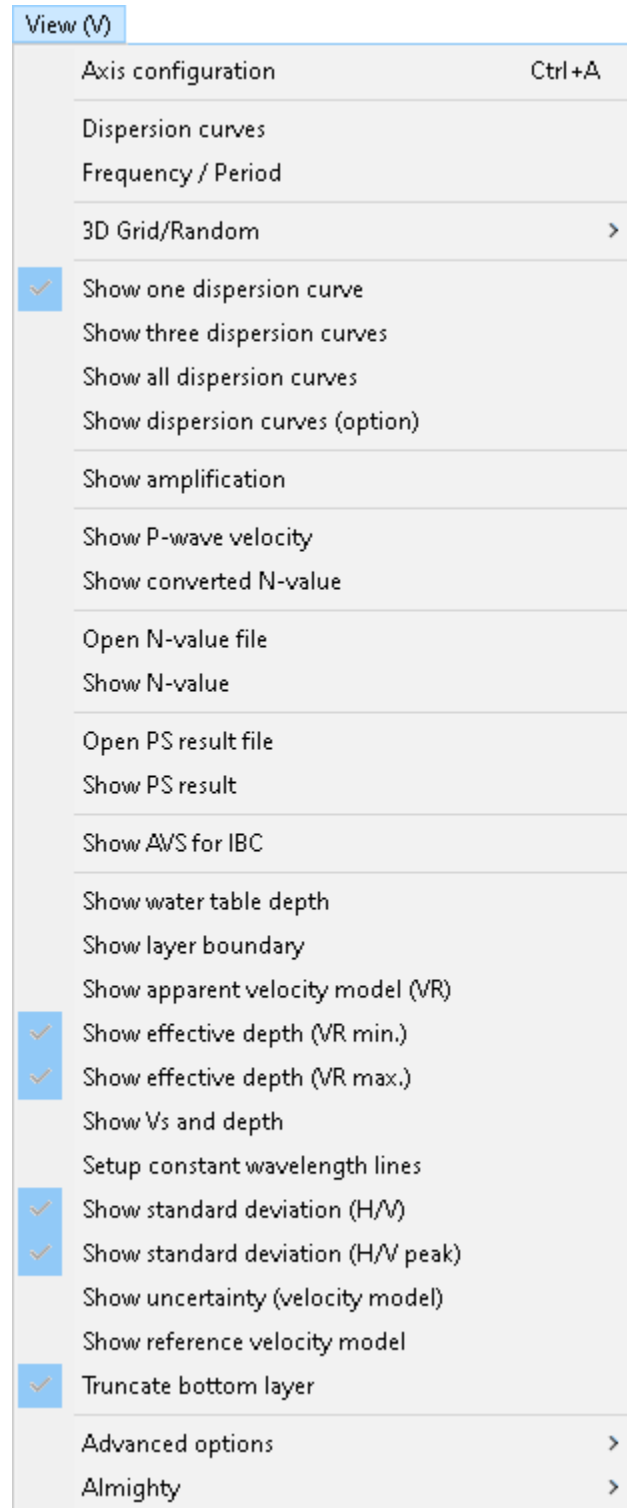 View (V)
Axis configuration Ctrl+A
Dispersion curves
Frequency / Period
3D Grid/Random
Show one dispersion curve
Show three dispersion curves
Show all dispersion curves
Show dispersion curves (option)
Show amplification
Show P-wave velocity
Show converted N-value
Open N-value file
Show N-value
Open PS result file
Show PS result
Show AVS for IBC
Show water table depth
Show layer boundary
Show apparent velocity model (VR)
Show effective depth (VR min.)
Show effective depth (VR max.)
Show Vs and depth
Setup constant wavelength lines
Show standard deviation (H/V)
Show standard deviation (H/V peak)
Show uncertainty (velocity model)
Show reference velocity model
Truncate bottom layer
Advanced options
Almighty